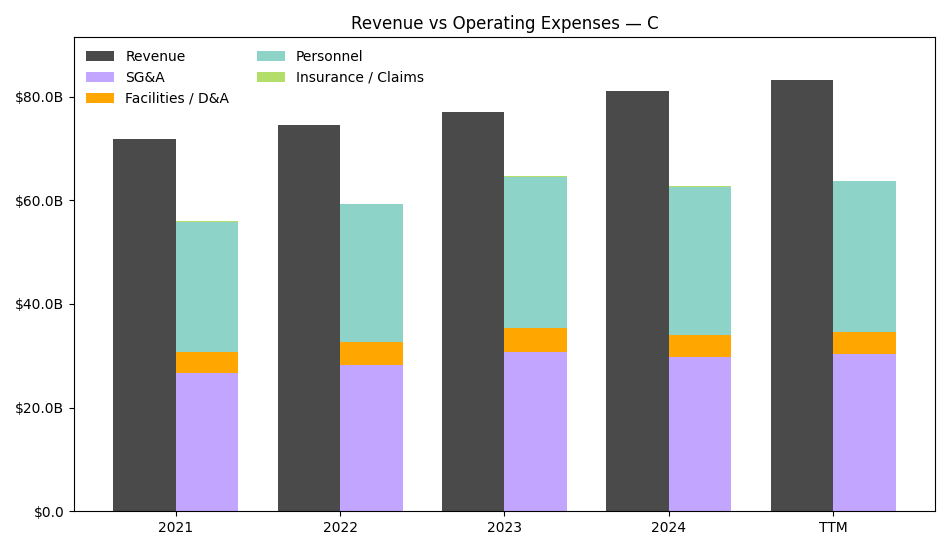 Revenue vs Operating Expenses — C
Revenue
SG&A
Facilities / D&A
Personnel
Insurance / Claims
$80.0B
$60.0B
$40.0B
$20.0B
$0.0
2021 2022 2023 2024 TTM